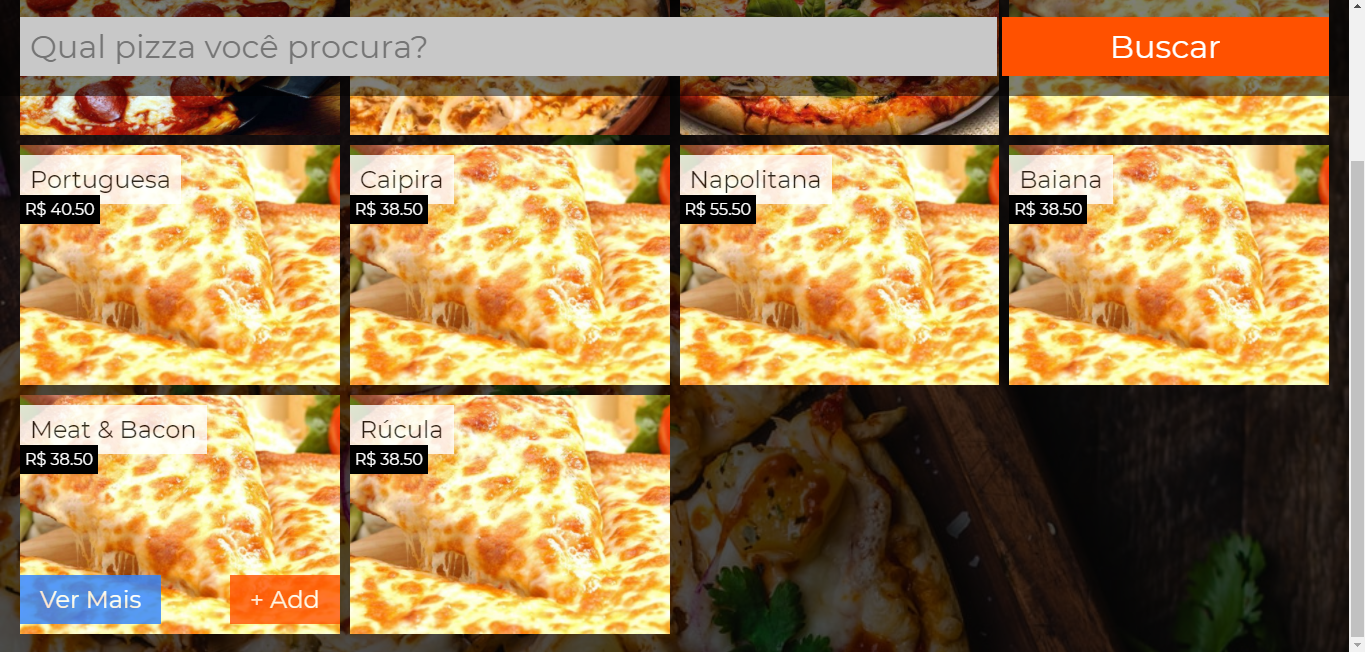 Qual pizza você procura?
Buscar
Portuguesa
R$ 40.50
Caipira
R$ 38.50
Napolitana
R$ 55.50
Baiana
R$ 38.50
Meat & Bacon
R$ 38.50
Ver Mais
+ Add
Rúcula
R$ 38.50